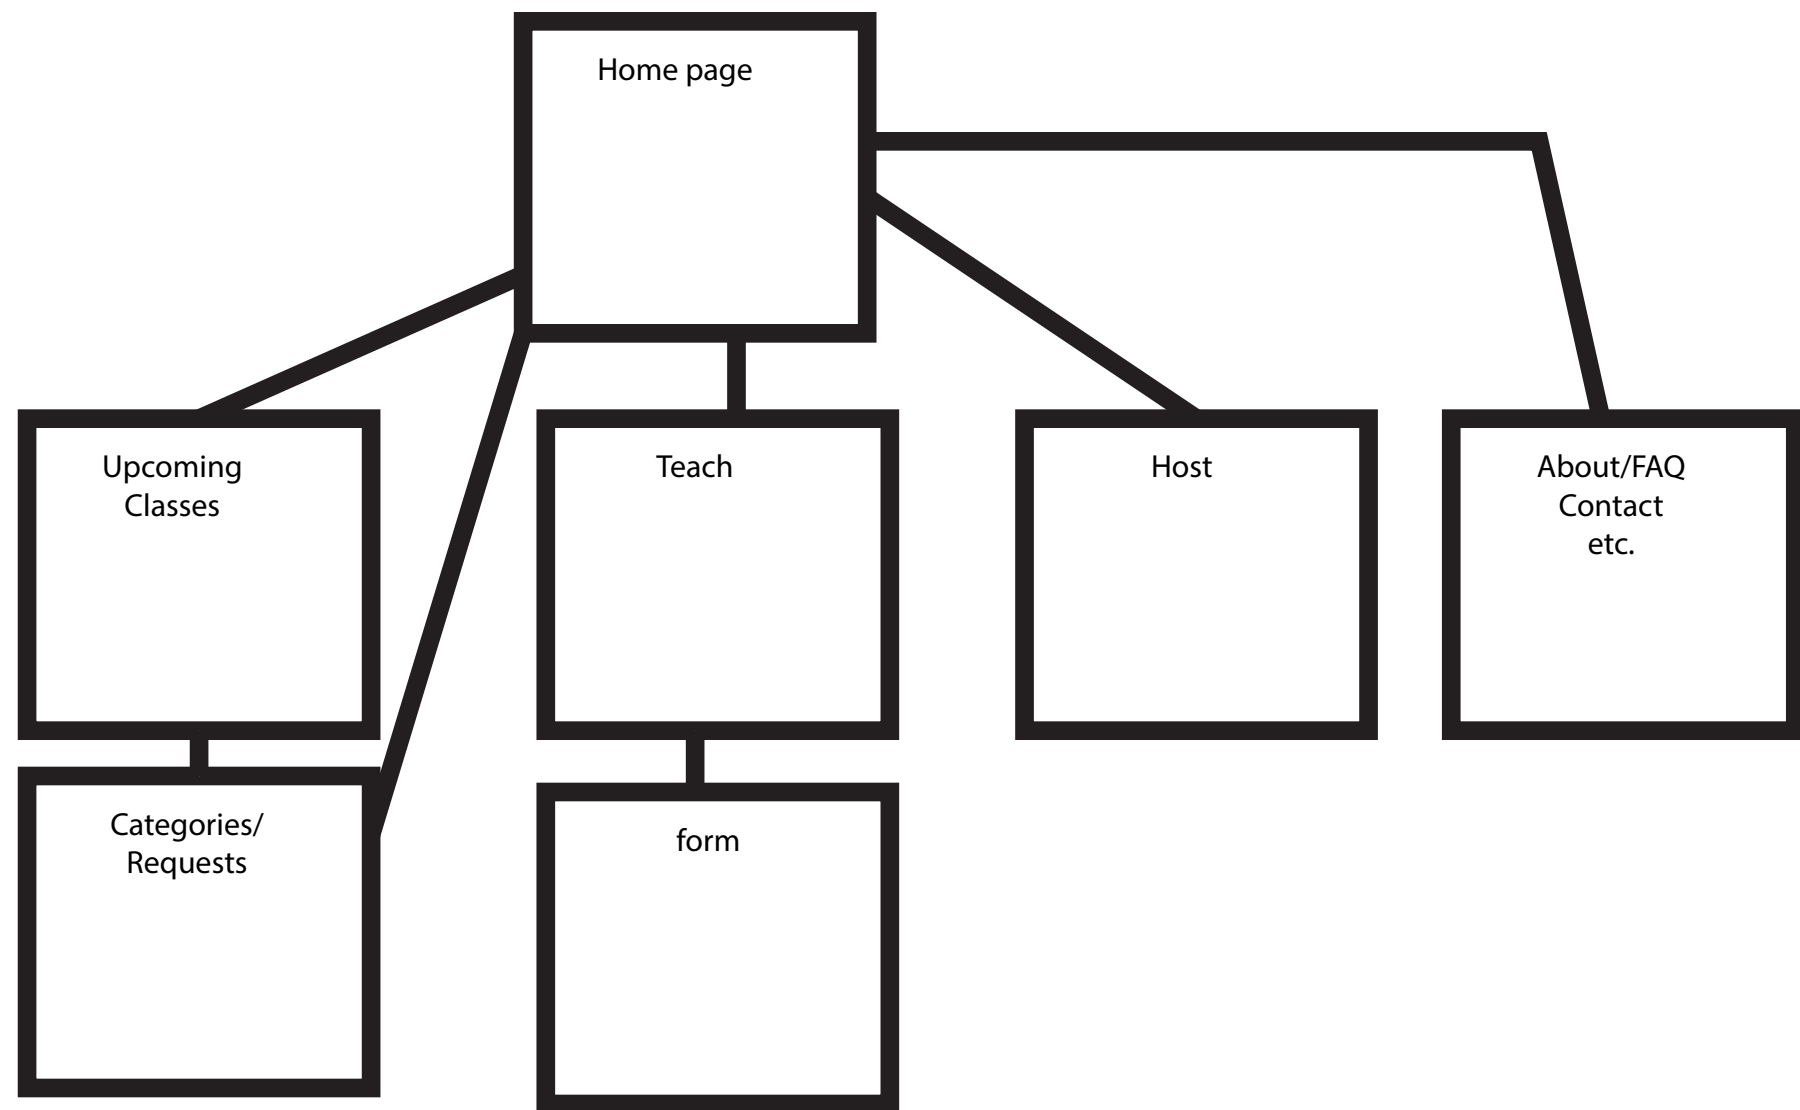 Home page
Upcoming
Classes
Teach
Host
About/FAQ
Contact
etc.
Categories/
Requests
form